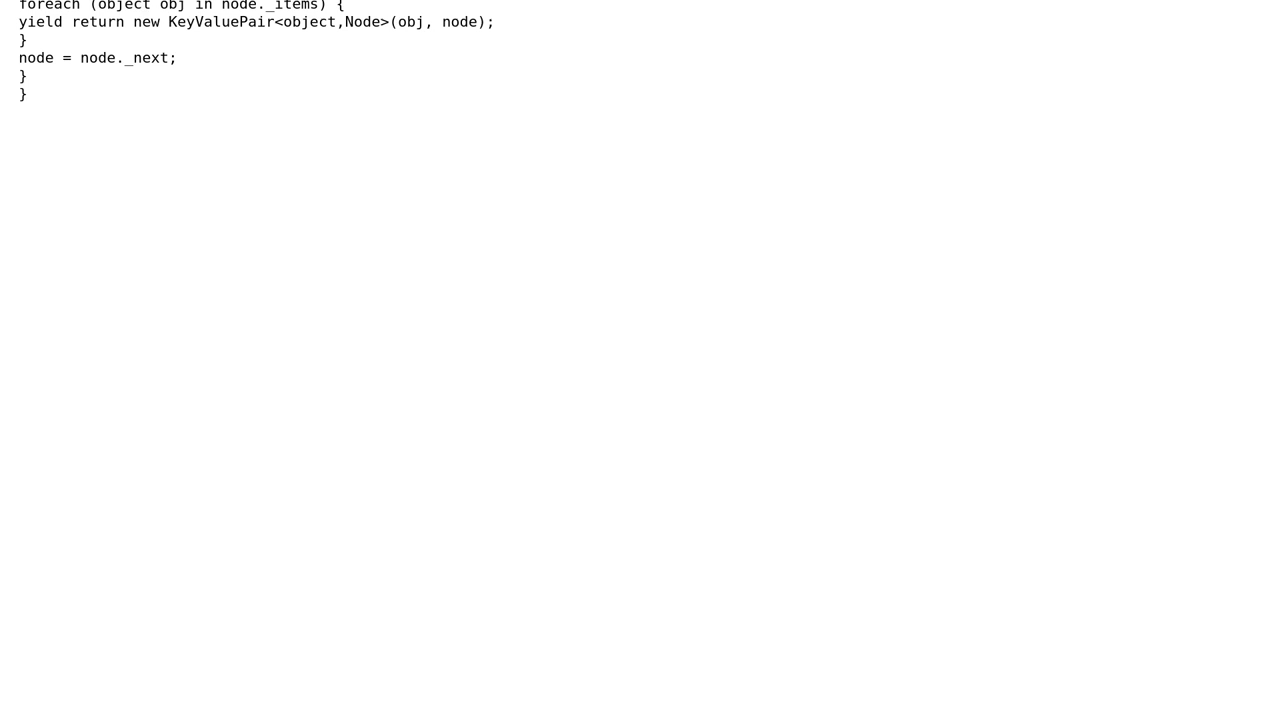 foreach (object obj in node._items) {
yield return new KeyValuePair<object,Node>(obj, node);
}
node = node._next;
}
}